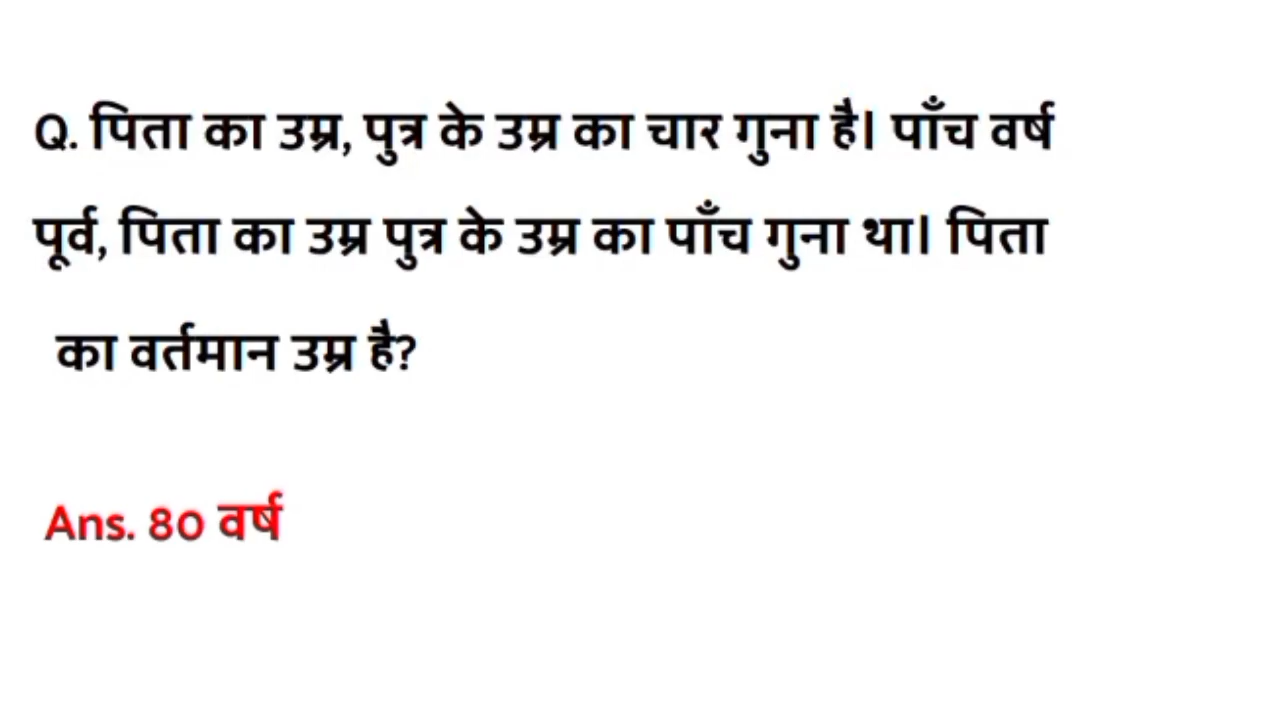 Q. पिता का उम्र, पुत्र के उम्र का चार गुना है। पाँच वर्ष
पूर्व, पिता का उम्र पुत्र के उम्र का पाँच गुना था। पिता
का वर्तमान उम्र है?
Ans. 80 वर्ष